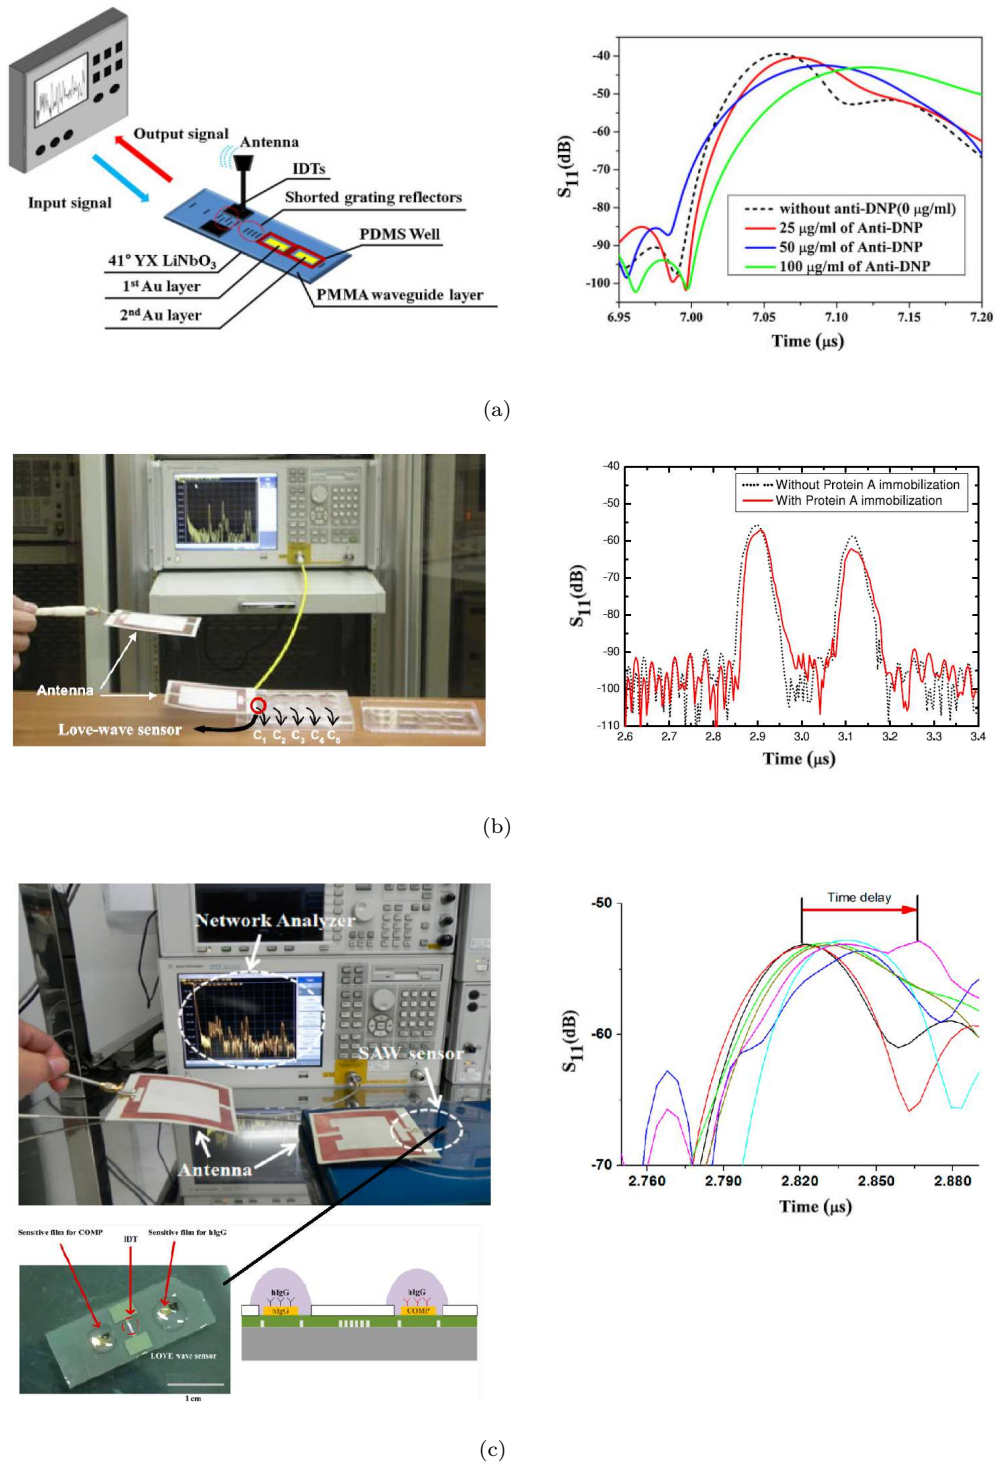 Output signal
Antenna
IDTs
Input signal
Shorted grating reflectors
PDMS Well
41° YX LiNbO3
1st Au layer
PMMA waveguide layer
2nd Au layer
S11(dB)
-40
-50
-60
-70
-80
-90
-100
without anti-DNP(0 μg/ml)
25 μg/ml of Anti-DNP
50 μg/ml of Anti-DNP
100 μg/ml of Anti-DNP
6.95 7.00 7.05 7.10 7.15 7.20
Time (μs)
(a)
Antenna
Love-wave sensor
C1 C2 C3 C4 C5
S11(dB)
-40
-50
-60
-70
-80
-90
-100
-110
Without Protein A immobilization
With Protein A immobilization
2.6 2.7 2.8 2.9 3.0 3.1 3.2 3.3 3.4
Time (μs)
(b)
Network Analyzer
SAW sensor
Antenna
Sensitive film for COMP
IDT
Sensitive film for hIgG
LOVE wave sensor
1 cm
hIgG
hIgG
hIgG
COMP
Time delay
S11(dB)
-50
-60
-70
2.760 2.790 2.820 2.850 2.880
Time (μs)
(c)